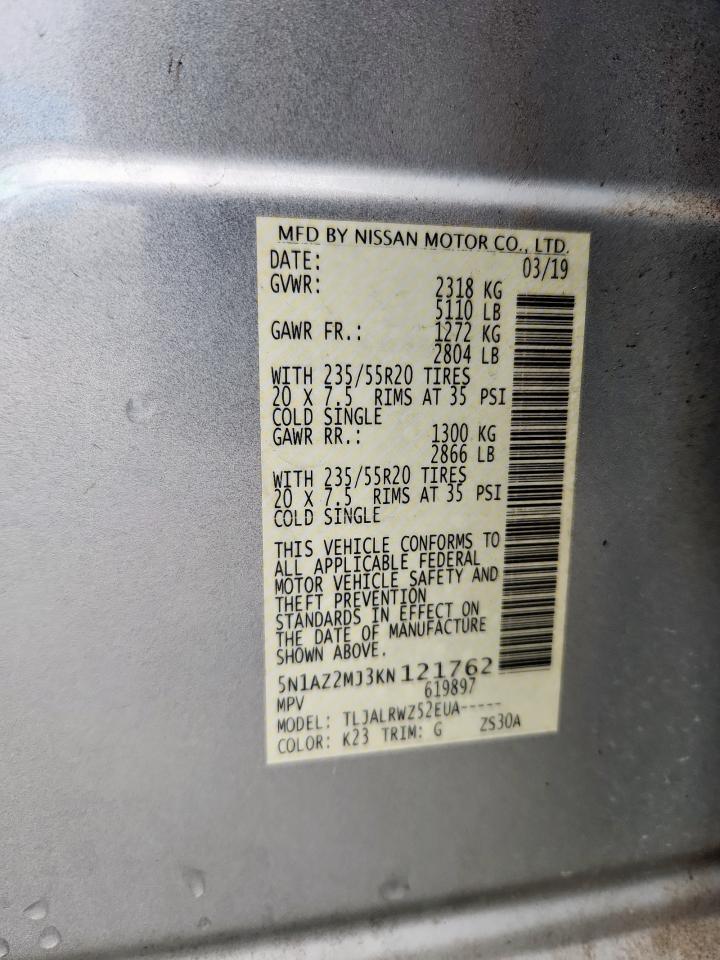 MFD BY NISSAN MOTOR CO., LTD.
DATE: 03/19
GVWR: 2318 KG
5110 LB
GAWR FR.: 1272 KG
2804 LB
WITH 235/55R20 TIRES
20 X 7.5 RIMS AT 35 PSI
COLD SINGLE
GAWR RR.: 1300 KG
2866 LB
WITH 235/55R20 TIRES
20 X 7.5 RIMS AT 35 PSI
COLD SINGLE
THIS VEHICLE CONFORMS TO
ALL APPLICABLE FEDERAL
MOTOR VEHICLE SAFETY AND
THEFT PREVENTION
STANDARDS IN EFFECT ON
THE DATE OF MANUFACTURE
SHOWN ABOVE.
5N1AZ2MJ3KN121762
MPV 619897
MODEL: TLJALRWZ52EUA-----
COLOR: K23 TRIM: G ZS30A